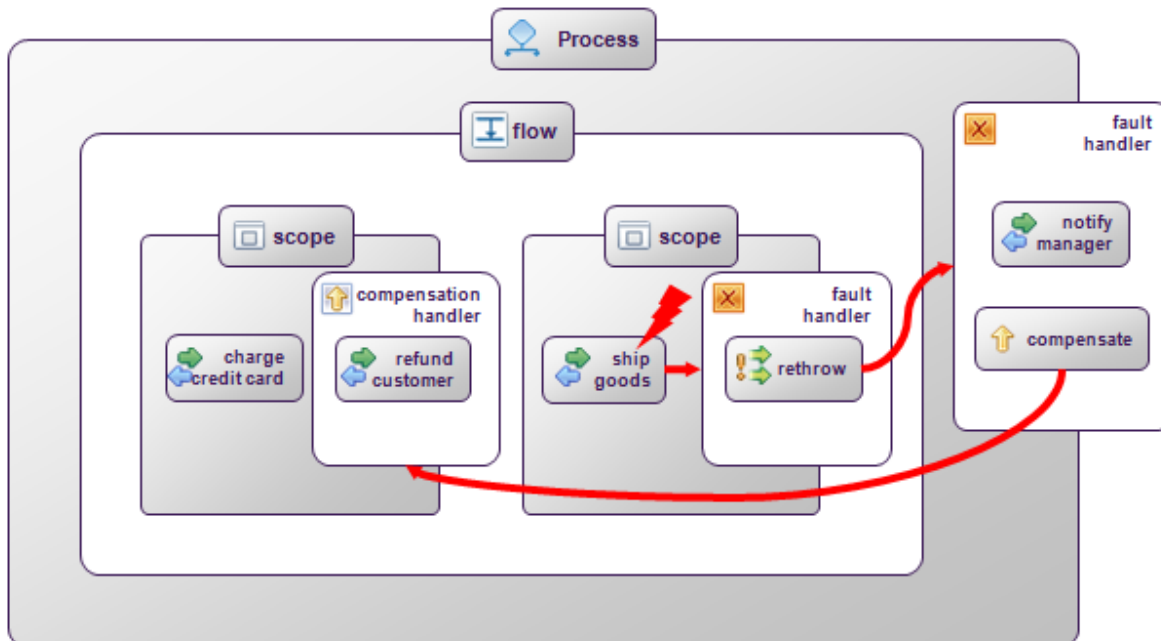 Process
flow
fault
handler
notify
manager
compensate
scope
compensation
handler
charge
credit card
refund
customer
scope
fault
handler
ship
goods
rethrow